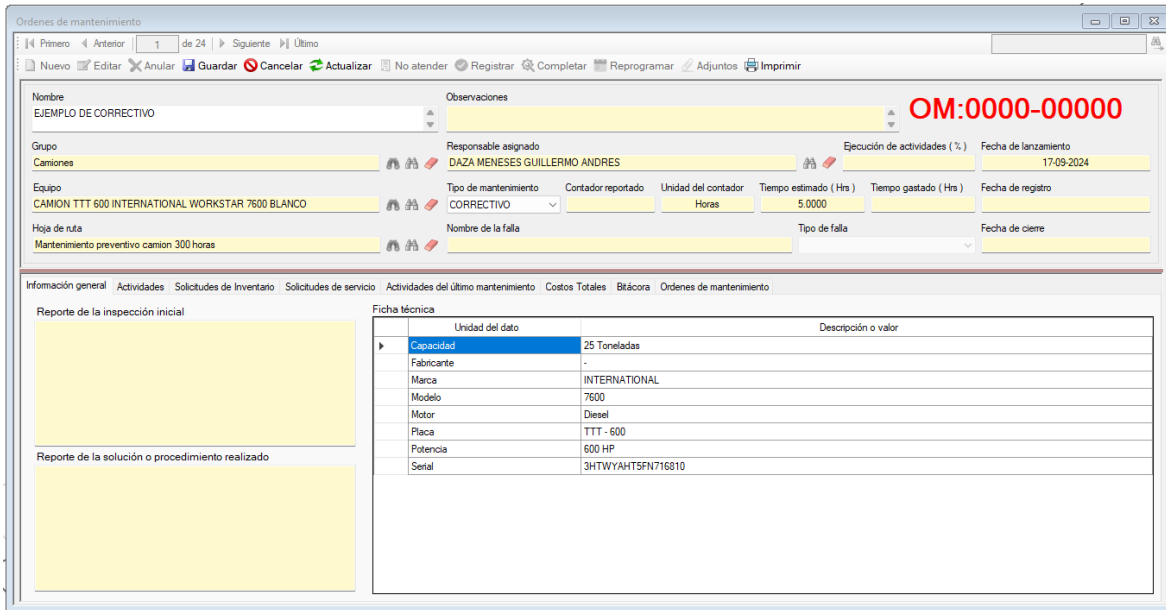 Ordenes de mantenimiento
Primero Anterior 1 de 24 Siguiente Último
Nuevo Editar Anular Guardar Cancelar Actualizar No atender Registrar Completar Reprogramar Adjuntos Imprimir
Nombre Observaciones
EJEMPLO DE CORRECTIVO OM:0000-00000
Grupo Responsable asignado Ejecución de actividades ( % ) Fecha de lanzamiento
Camiones DAZA MENESES GUILLERMO ANDRES 17-09-2024
Equipo Tipo de mantenimiento Contador reportado Unidad del contador Tiempo estimado ( Hrs ) Tiempo gastado ( Hrs ) Fecha de registro
CAMION TTT 600 INTERNATIONAL WORKSTAR 7600 BLANCO CORRECTIVO Horas 5.0000
Hoja de ruta Nombre de la falla Tipo de falla Fecha de cierre
Mantenimiento preventivo camion 300 horas
Información general Actividades Solicitudes de Inventario Solicitudes de servicio Actividades del último mantenimiento Costos Totales Bitácora Ordenes de mantenimiento
Reporte de la inspección inicial
Reporte de la solución o procedimiento realizado
Ficha técnica
Unidad del dato Descripción o valor
Capacidad 25 Toneladas
Fabricante -
Marca INTERNATIONAL
Modelo 7600
Motor Diesel
Placa TTT - 600
Potencia 600 HP
Serial 3HTWYAHT5FN716810